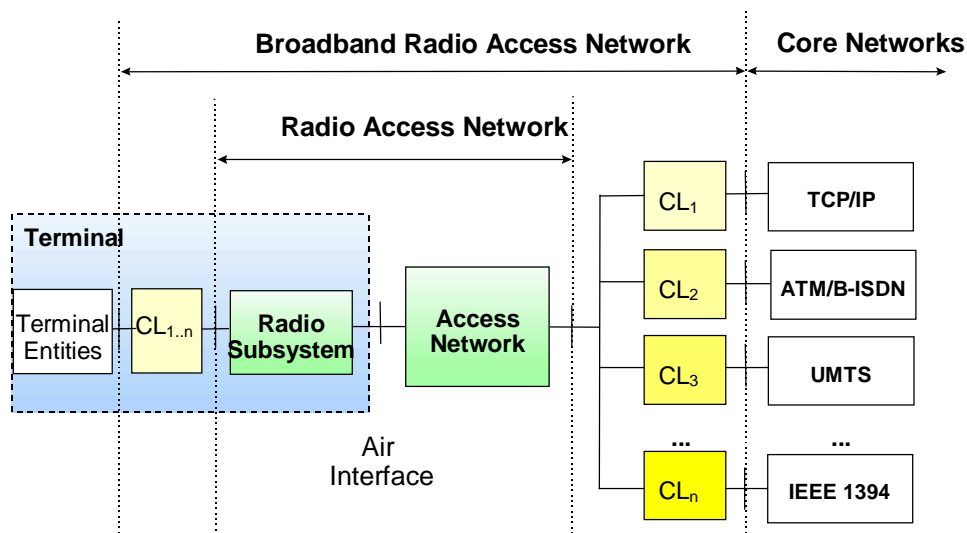 Broadband Radio Access Network
Core Networks
Radio Access Network
CL1
TCP/IP
Terminal
CL2
ATM/B-ISDN
Terminal
Entities
CL1..n
Radio
Subsystem
Access
Network
CL3
UMTS
...
...
Air
Interface
CLn
IEEE 1394